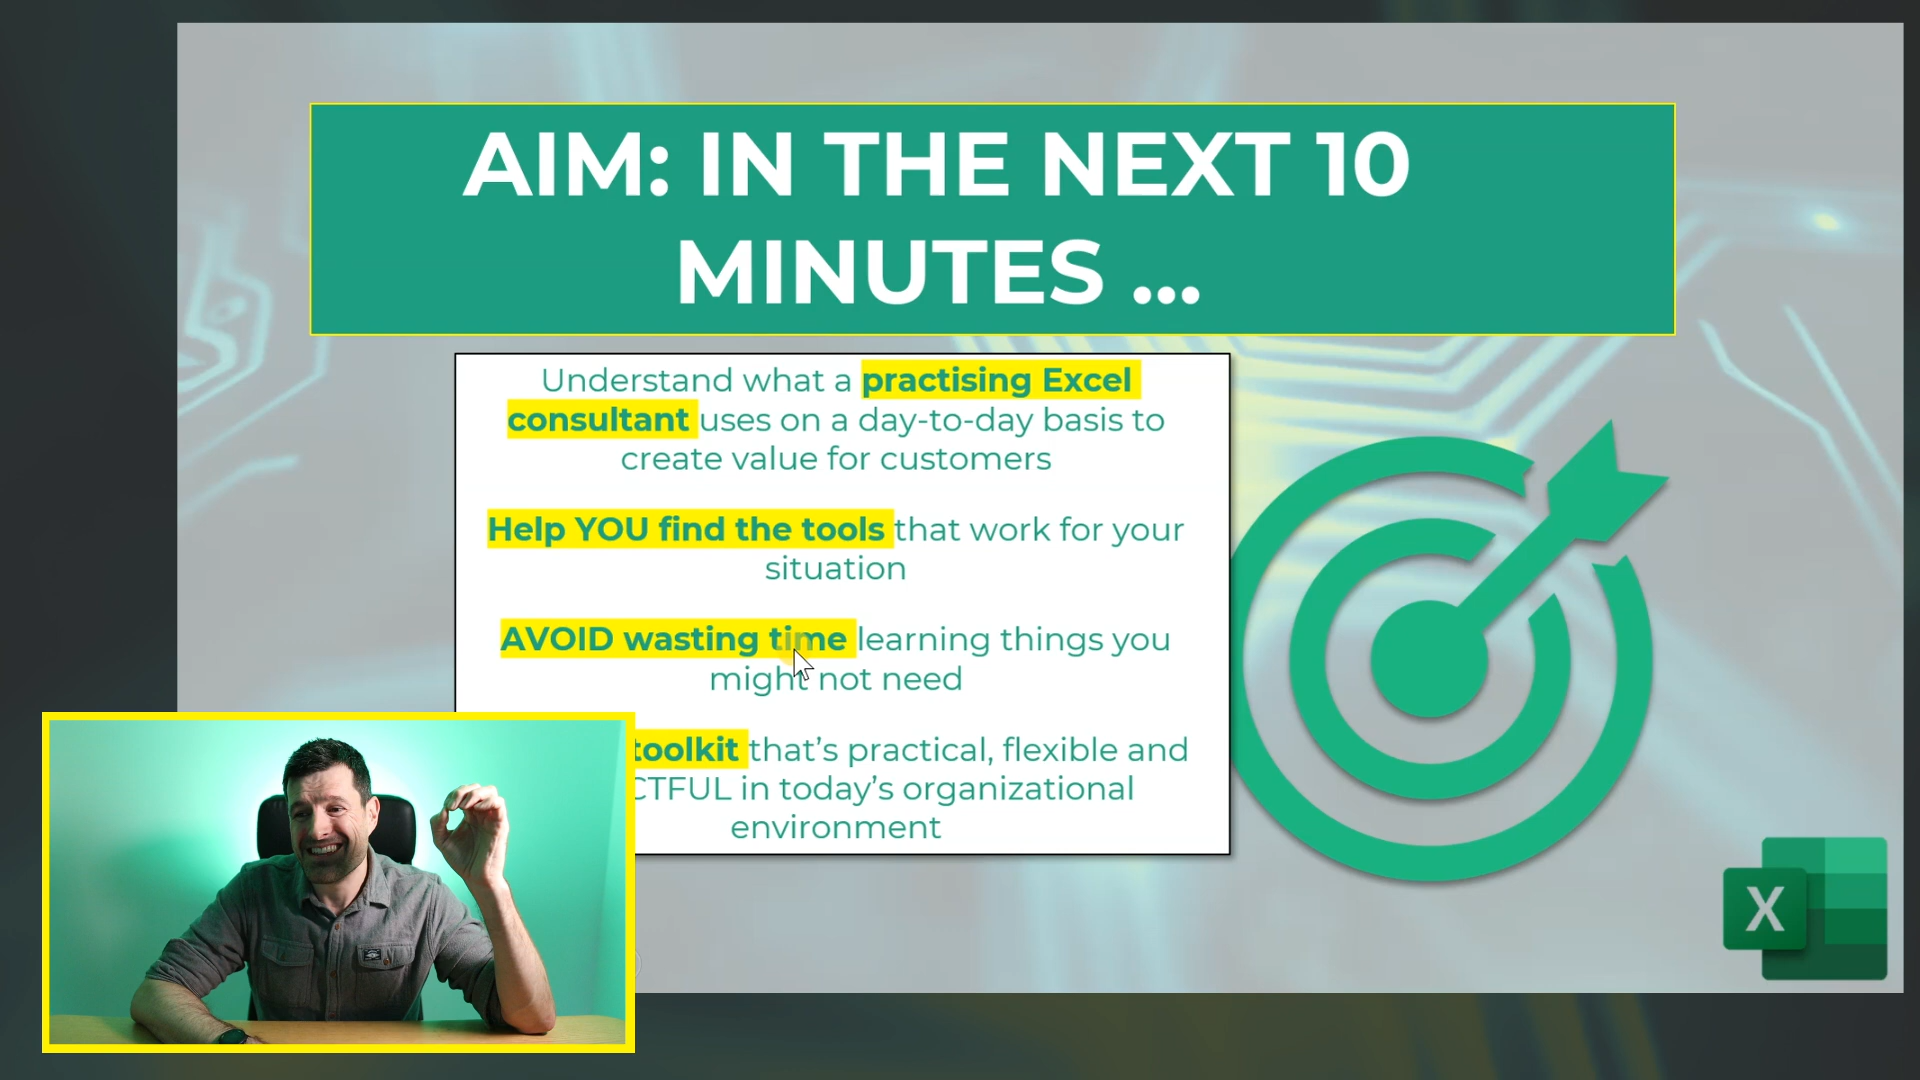 AIM: IN THE NEXT 10
MINUTES ...
Understand what a practising Excel
consultant uses on a day-to-day basis to
create value for customers
Help YOU find the tools that work for your
situation
AVOID wasting time learning things you
might not need
toolkit that’s practical, flexible and
CTFUL in today’s organizational
environment
X